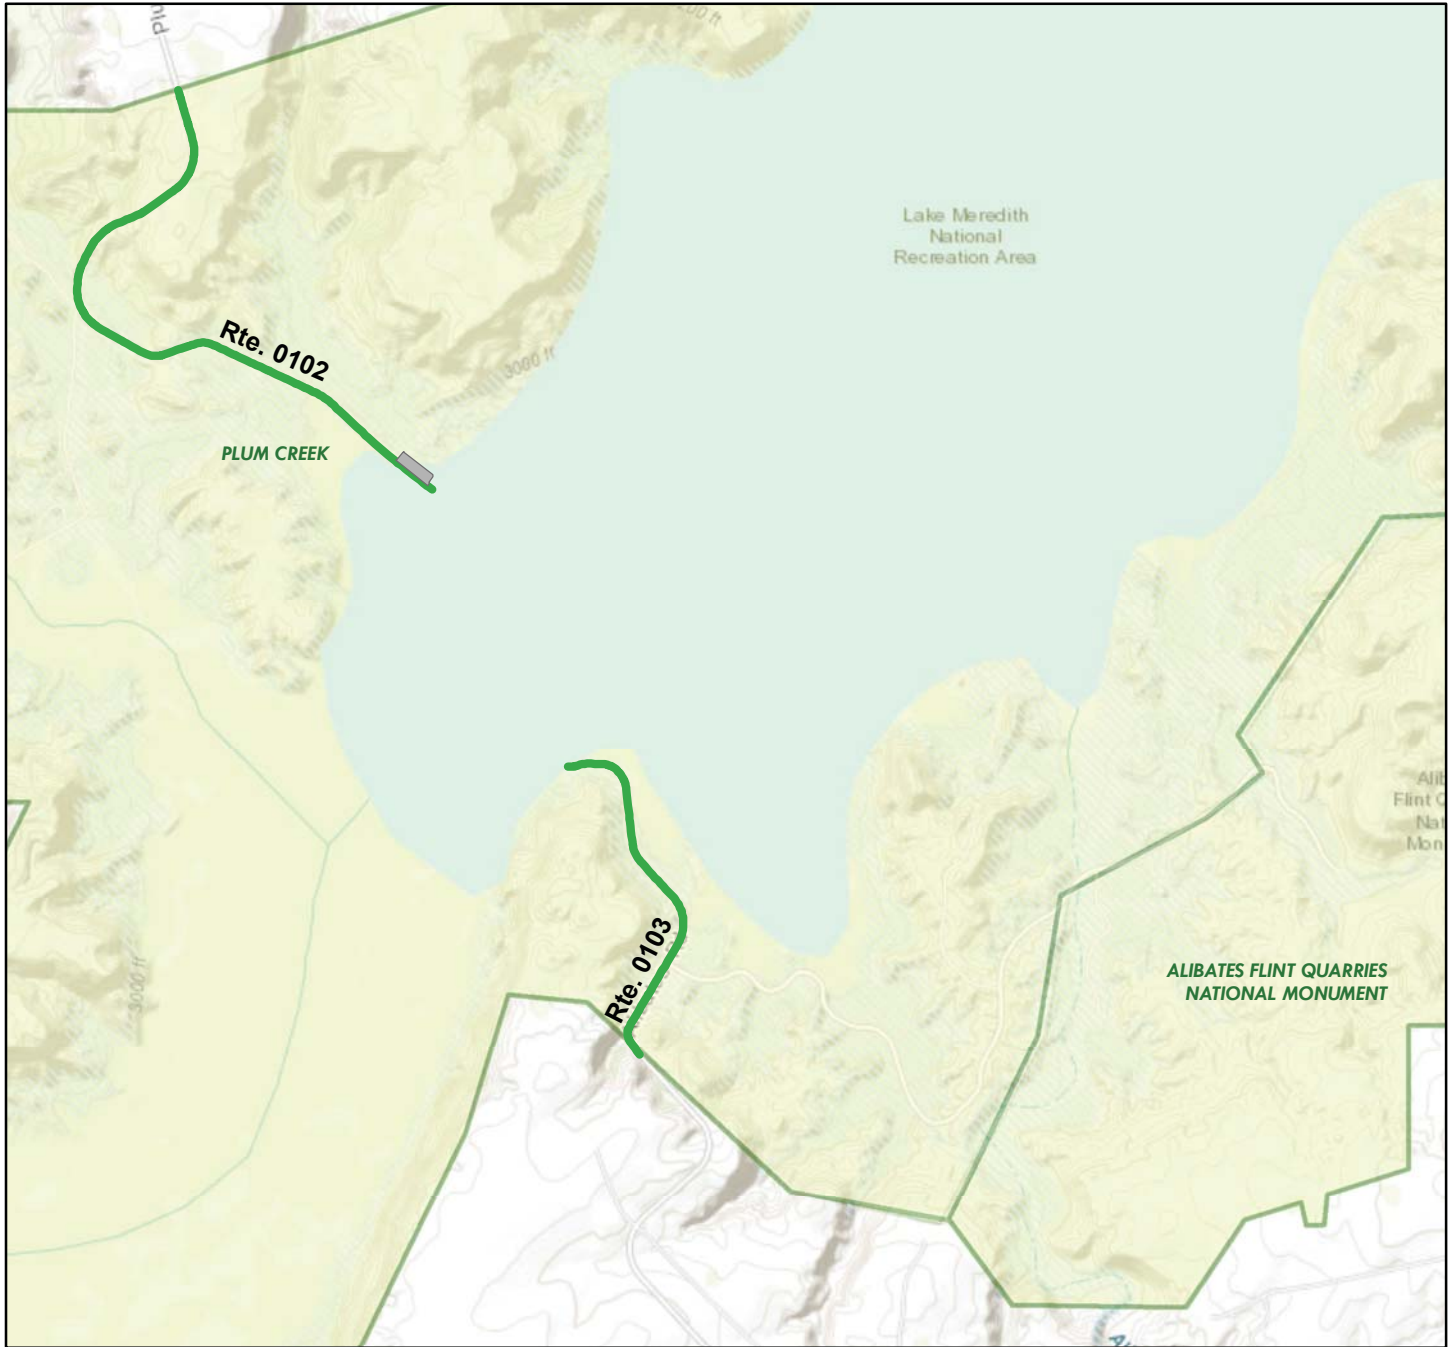 Lake Meredith
National
Recreation Area
Rte. 0102
3000 ft
PLUM CREEK
Rte. 0103
3000 ft
ALIBATES FLINT QUARRIES
NATIONAL MONUMENT